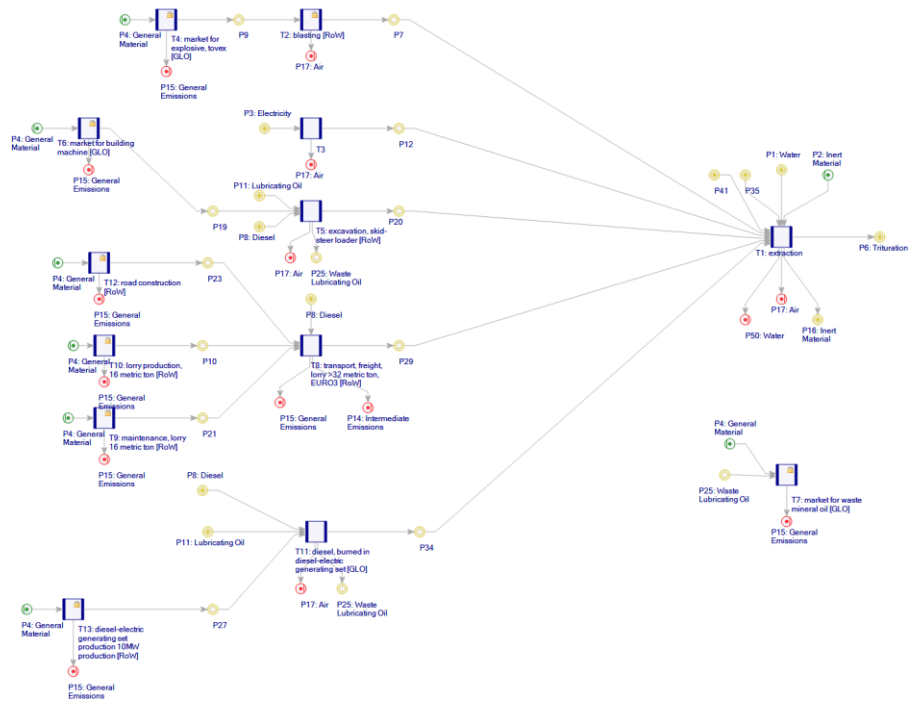 P4: General
Material
T4: market for
explosive, tovex
[GLO]
P15: General
Emissions
P9
T2: blasting [RoW]
P17: Air
P7
P3: Electricity
T3
P17: Air
P12
P4: General
Material
T6: market for building
machine [GLO]
P15: General
Emissions
P19
P11: Lubricating Oil
P8: Diesel
T5: excavation, skid-
steer loader [RoW]
P17: Air
P25: Waste
Lubricating Oil
P20
P41
P35
P1: Water
P2: Inert
Material
T1: extraction
P6: Trituration
P17: Air
P50: Water
P16: Inert
Material
P4: General
Material
T12: road construction
[RoW]
P15: General
Emissions
P23
P8: Diesel
P4: General
Material
T10: lorry production,
16 metric ton [RoW]
P15: General
Emissions
P10
T8: transport, freight,
lorry >32 metric ton,
EURO3 [RoW]
P15: General
Emissions
P14: Intermediate
Emissions
P29
P4: General
Material
T9: maintenance, lorry
16 metric ton [RoW]
P15: General
Emissions
P21
P4: General
Material
P25: Waste
Lubricating Oil
T7: market for waste
mineral oil [GLO]
P15: General
Emissions
P8: Diesel
P11: Lubricating Oil
T11: diesel, burned in
diesel-electric
generating set [GLO]
P17: Air
P25: Waste
Lubricating Oil
P34
P4: General
Material
T13: diesel-electric
generating set
production 10MW
production [RoW]
P15: General
Emissions
P27